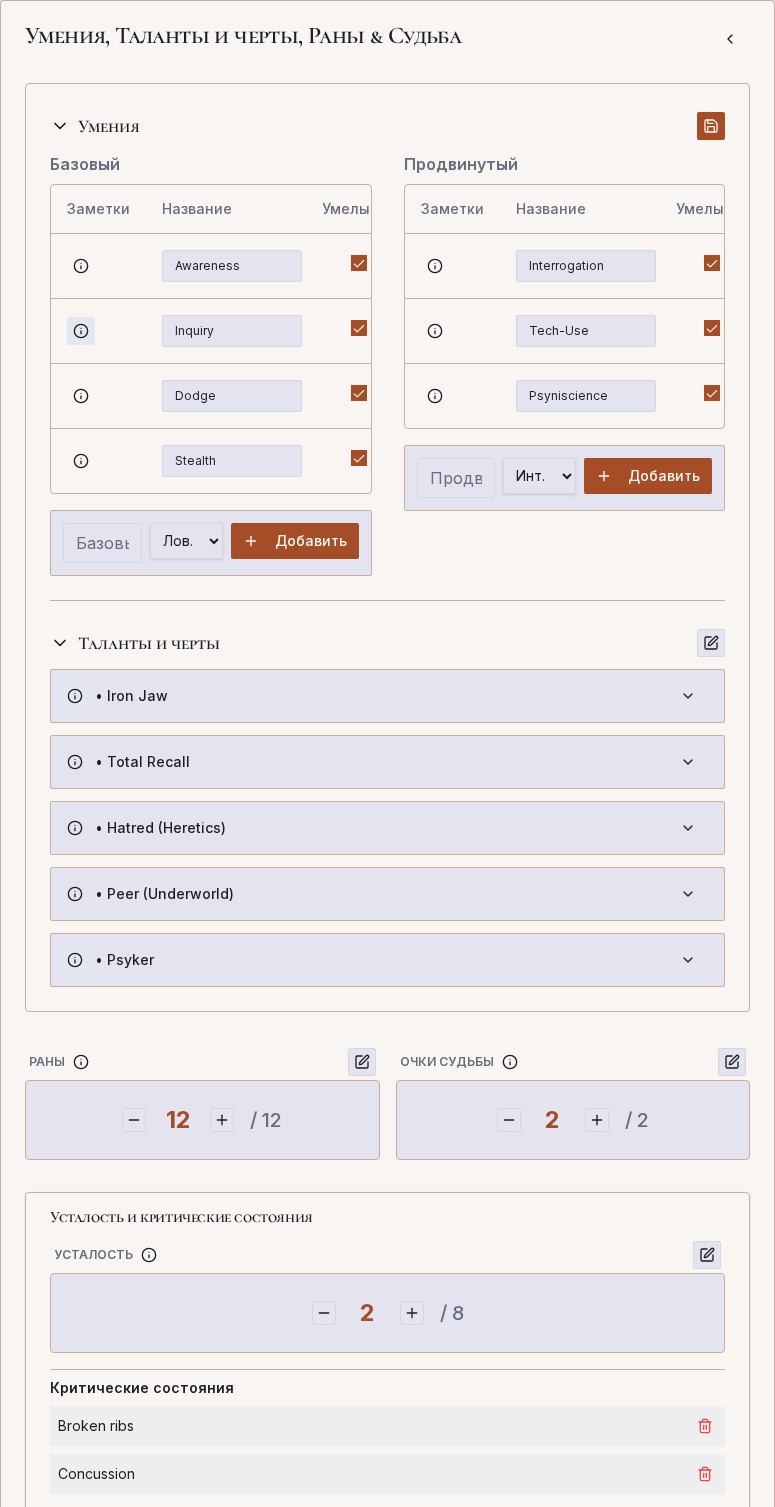 Умения, Таланты и черты, Раны & Судьба
Умения
Базовый
Заметки Название Умелы
Awareness
Inquiry
Dodge
Stealth
Базовь Лов. + Добавить
Продвинутый
Заметки Название Умелы
Interrogation
Tech-Use
Psyniscience
Продв Инт. + Добавить
Таланты и черты
• Iron Jaw
• Total Recall
• Hatred (Heretics)
• Peer (Underworld)
• Psyker
РАНЫ
− 12 + / 12
ОЧКИ СУДЬБЫ
− 2 + / 2
Усталость и критические состояния
УСТАЛОСТЬ
− 2 + / 8
Критические состояния
Broken ribs
Concussion